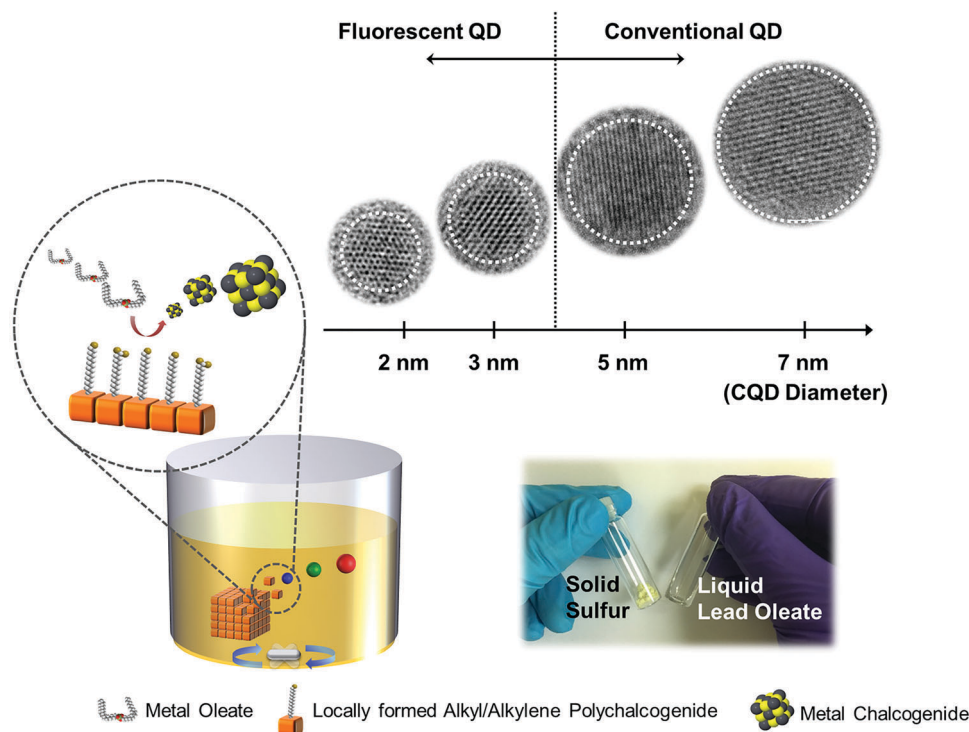 Fluorescent QD
Conventional QD
2 nm
3 nm
5 nm
7 nm
(CQD Diameter)
Solid
Sulfur
Liquid
Lead Oleate
Metal Oleate
Locally formed Alkyl/Alkylene Polychalcogenide
Metal Chalcogenide